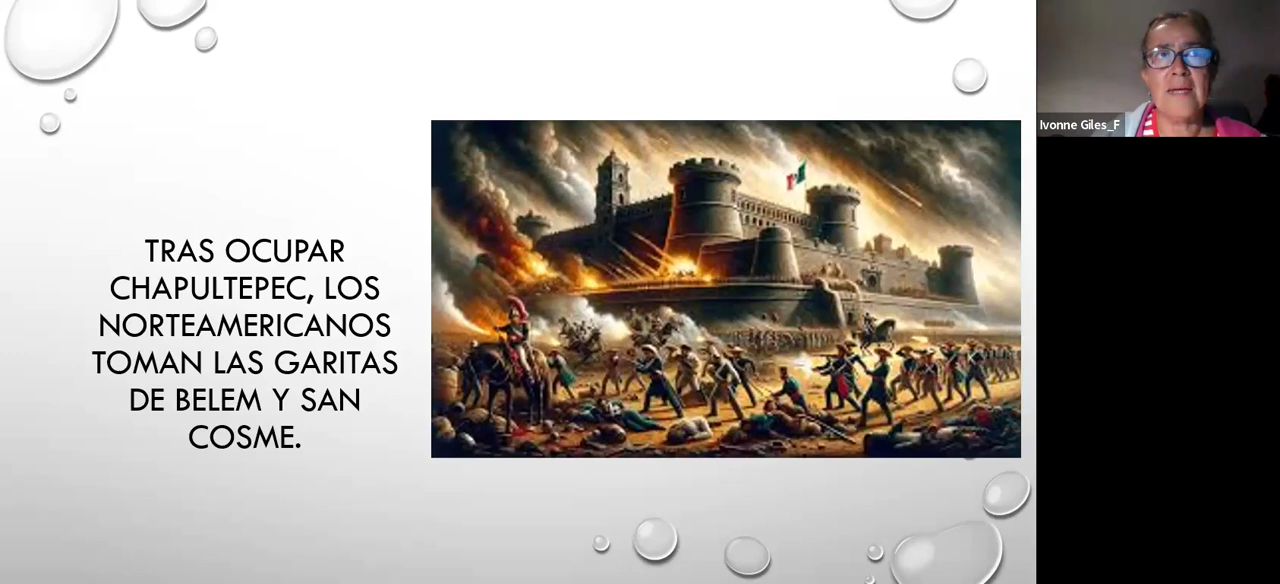 TRAS OCUPAR
CHAPULTEPEC, LOS
NORTEAMERICANOS
TOMAN LAS GARITAS
DE BELEM Y SAN
COSME.
Ivonne Giles_F